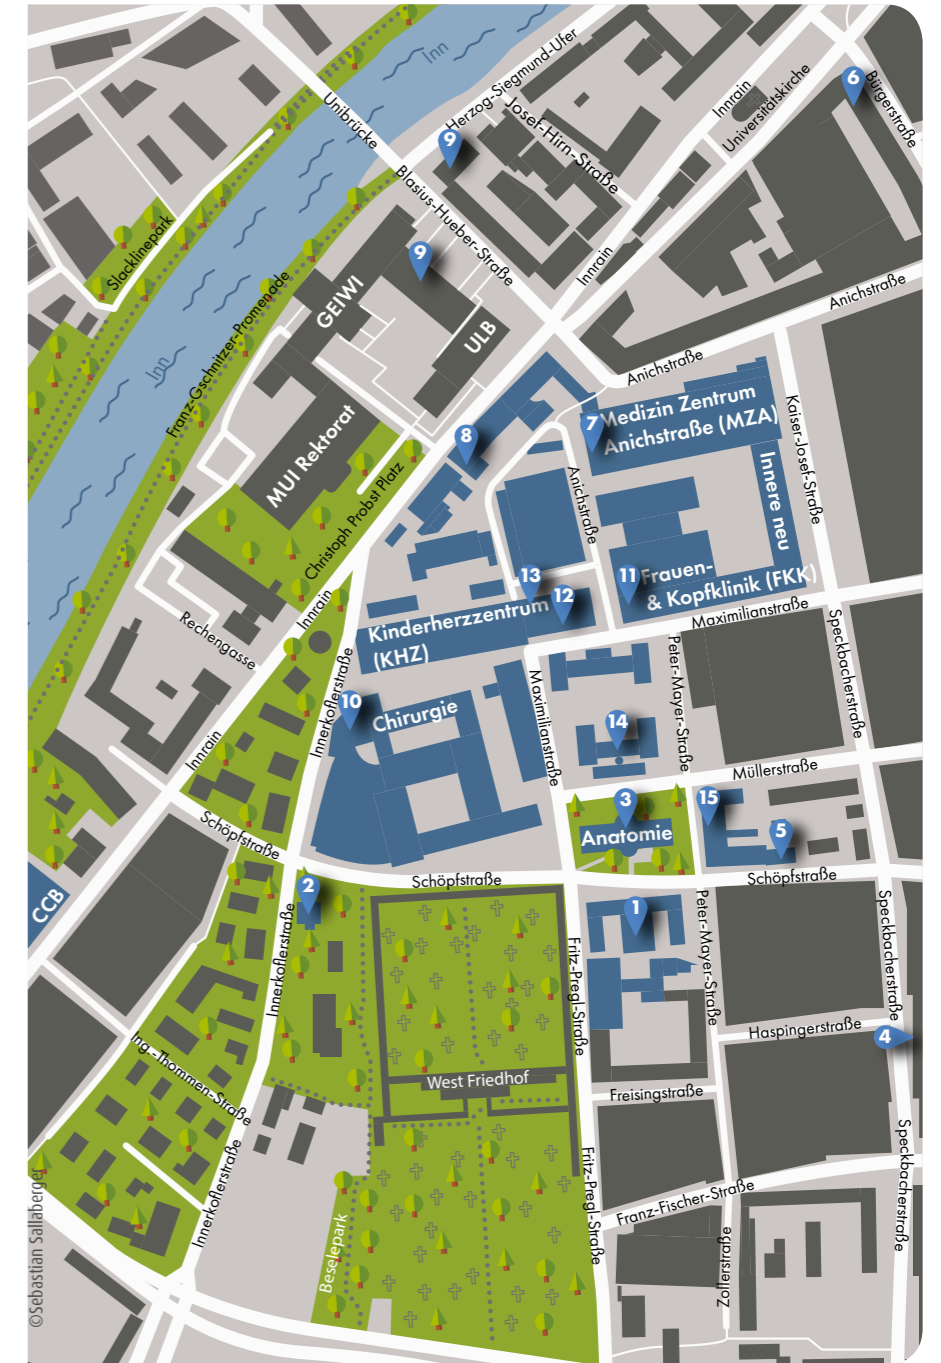 Inn
Herzog-Siegmund-Ufer
Josef-Hirn-Straße
Innrain
Universitätskirche
6
Bürgerstraße
Unibrücke
9
Blasius-Hueber-Straße
Slacklinepark
9
Innrain
Anichstraße
GEIWI
ULB
Inn
Franz-Gschnitzer-Promenade
Anichstraße
Medizin Zentrum
Anichstraße (MZA)
7
8
Kaiser-Josef-Straße
MUI Rektorat
Innere neu
Anichstraße
Christoph Probst Platz
13
12
11
Frauen-
& Kopfklinik (FKK)
Innrain
Kinderherzzentrum
(KHZ)
Maximilianstraße
Rechengasse
Speckbacherstraße
Peter-Mayer-Straße
Innerkoflerstraße
10
Chirurgie
Maximilianstraße
14
Innrain
Müllerstraße
3
Anatomie
15
5
Schöpfstraße
Schöpfstraße
Schöpfstraße
2
CCB
1
Innerkoflerstraße
Fritz-Pregl-Straße
Peter-Mayer-Straße
Speckbacherstraße
Haspingerstraße
4
Ing.-Thommen-Straße
West Friedhof
Freisingstraße
Innerkoflerstraße
Fritz-Pregl-Straße
Speckbacherstraße
Franz-Fischer-Straße
Beselepark
Zollerstraße
©Sebastian Sallaberger